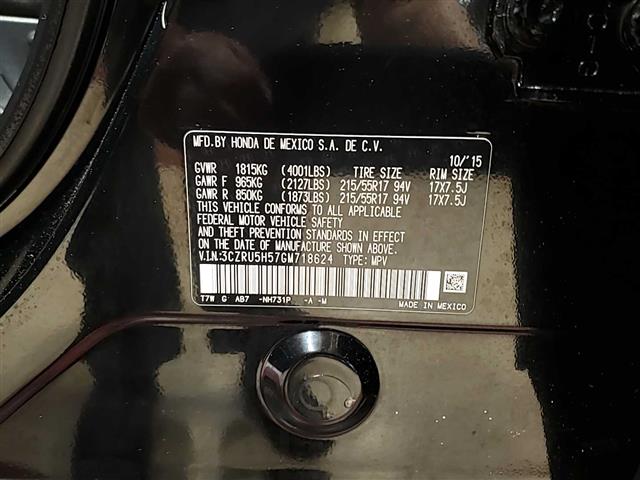 MFD.BY HONDA DE MEXICO S.A. DE C.V.
10/'15
GVWR 1815KG (4001LBS) TIRE SIZE RIM SIZE
GAWR F 965KG (2127LBS) 215/55R17 94V 17X7.5J
GAWR R 850KG (1873LBS) 215/55R17 94V 17X7.5J
THIS VEHICLE CONFORMS TO ALL APPLICABLE
FEDERAL MOTOR VEHICLE SAFETY
AND THEFT PREVENTION STANDARDS IN EFFECT
ON THE DATE OF MANUFACTURE SHOWN ABOVE.
V.I.N:3CZRU5H57GM718624 TYPE: MPV
T7W G AB7 -NH731P -A -M MADE IN MEXICO